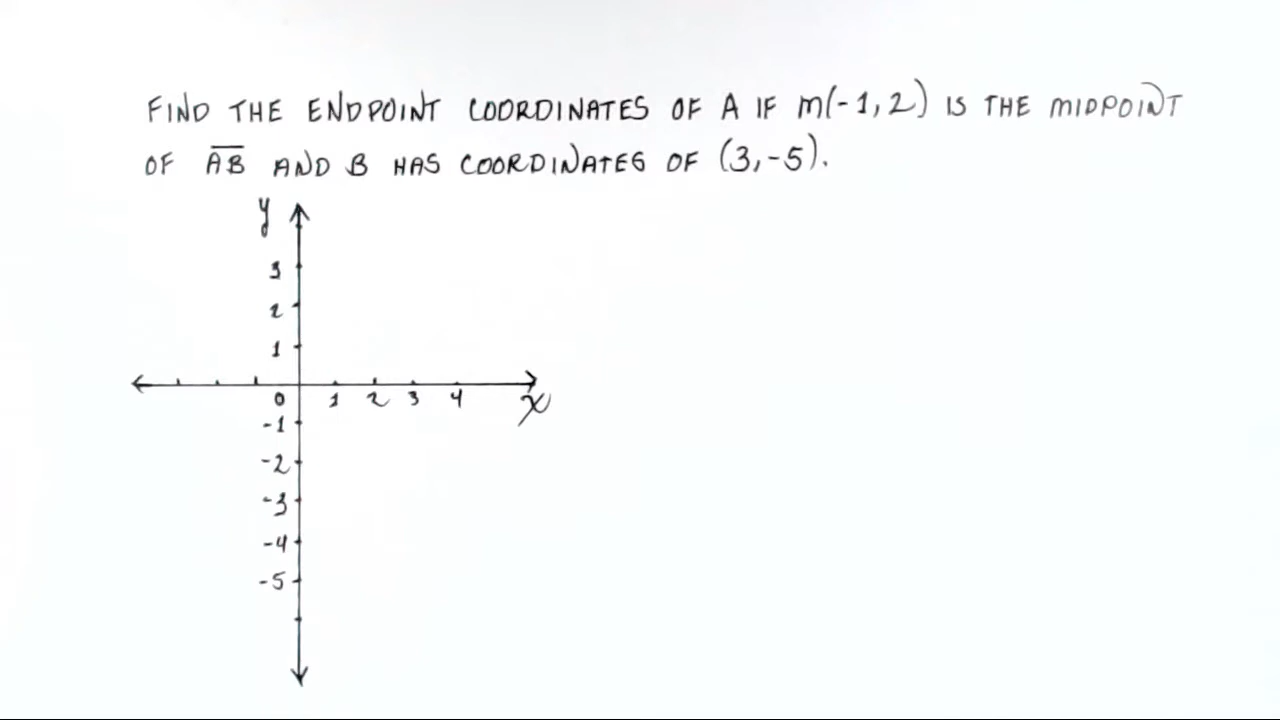 FIND THE ENDPOINT COORDINATES OF A IF M(-1,2) IS THE MIDPOINT
OF AB AND B HAS COORDINATES OF (3,-5).
y
3
2
1
0 1 2 3 4 x
-1
-2
-3
-4
-5